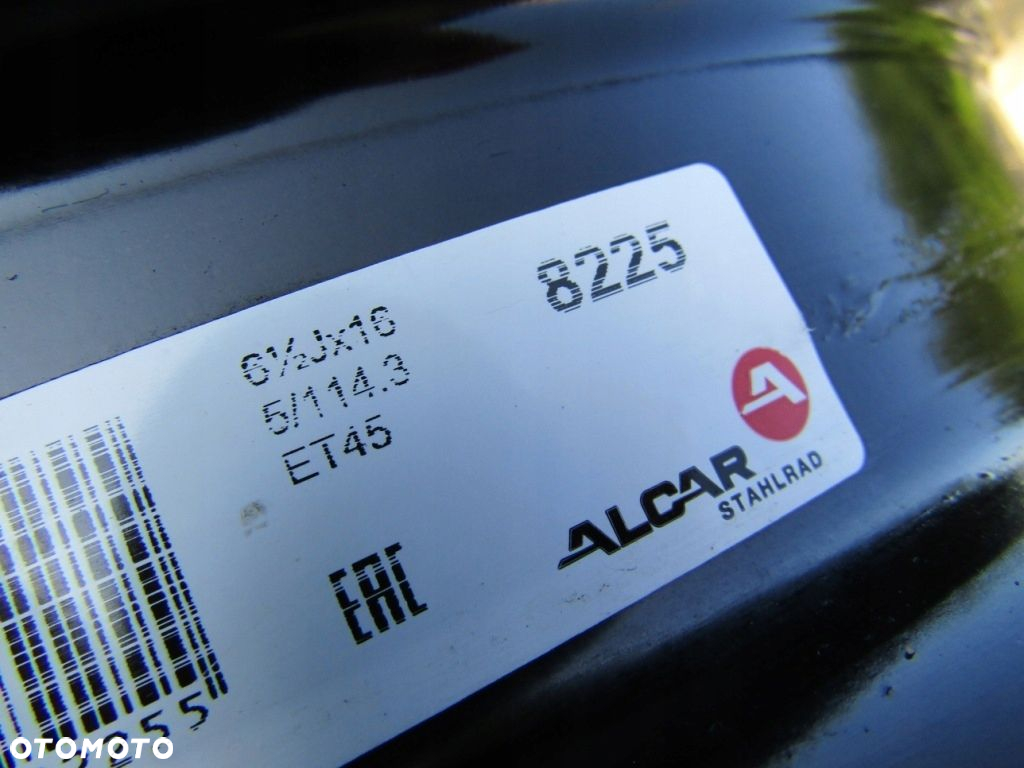 8225
6½Jx16
5/114.3
ET45
A
ALCAR
STAHLRAD
EAC
OTOMOTO